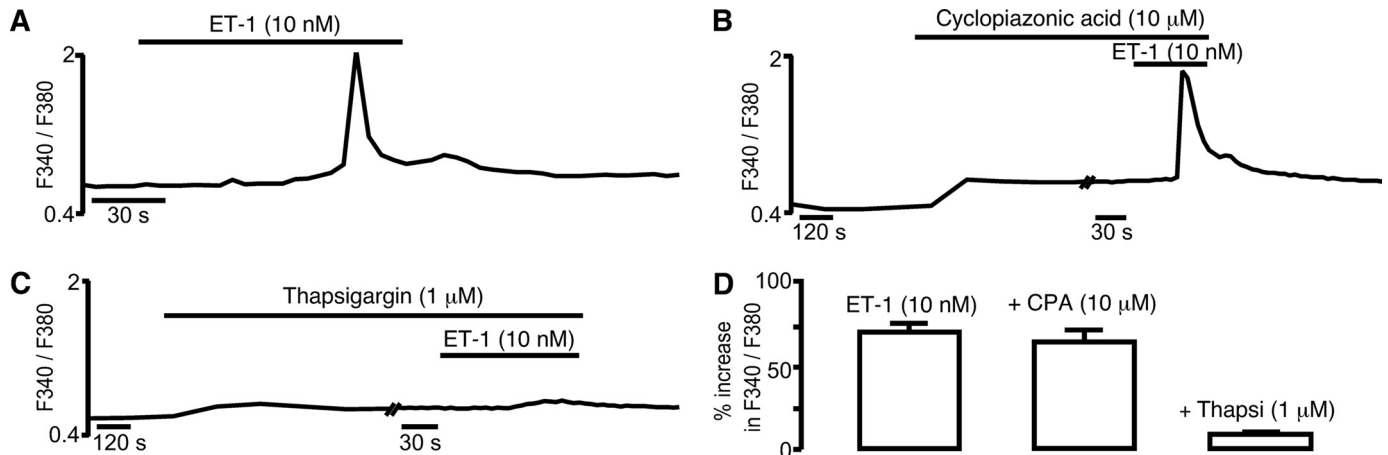 A
ET-1 (10 nM)
2
F340 / F380
0.4
30 s
B
Cyclopiazonic acid (10 μM)
ET-1 (10 nM)
2
F340 / F380
0.4
120 s
30 s
C
Thapsigargin (1 μM)
ET-1 (10 nM)
2
F340 / F380
0.4
120 s
30 s
D
100
50
0
% increase
in F340 / F380
ET-1 (10 nM)
+ CPA (10 μM)
+ Thapsi (1 μM)